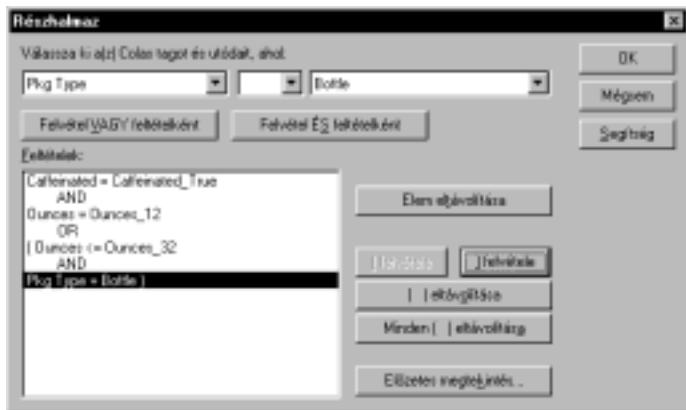 Részhalmaz
Válassza ki a(z) Colas tagot és utódait, ahol:
OK
Pkg Type Bottle
Mégsem
Felvétel VAGY feltételként Felvétel ÉS feltételként
Segítség
Feltételek:
Caffeinated = Caffeinated_True
AND
Elem eltávolítása
Ounces = Ounces_12
OR
( Ounces <= Ounces_32
AND
( felvétele ) felvétele
Pkg Type = Bottle )
( ) eltávolítása
Minden ( ) eltávolítása
Előzetes megtekintés...